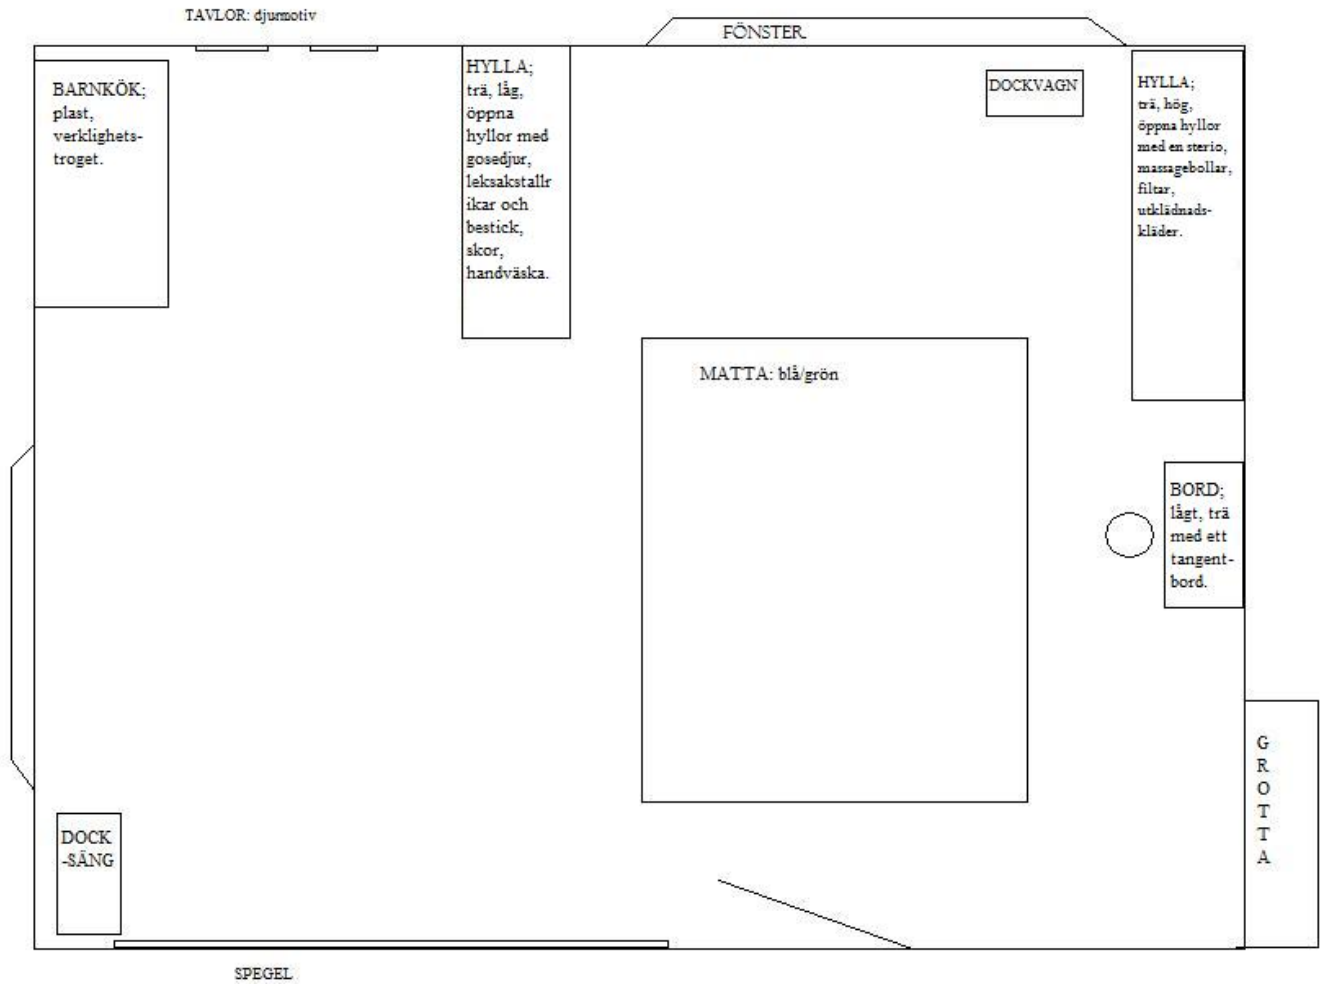 TAVLOR: djurmotiv
FÖNSTER
BARNKÖK;
plast,
verklighets-
troget.
HYLLA;
trä, låg,
öppna
hyllor med
gosedjur,
leksakstallr
ikar och
bestick,
skor,
handväska.
DOCKVAGN
HYLLA;
trä, hög,
öppna hyllor
med en sterio,
massagebollar,
filtar,
utklädnads-
kläder.
MATTA: blå/grön
BORD;
lågt, trä
med ett
tangent-
bord.
G
R
O
T
T
A
DOCK
-SÄNG
SPEGEL